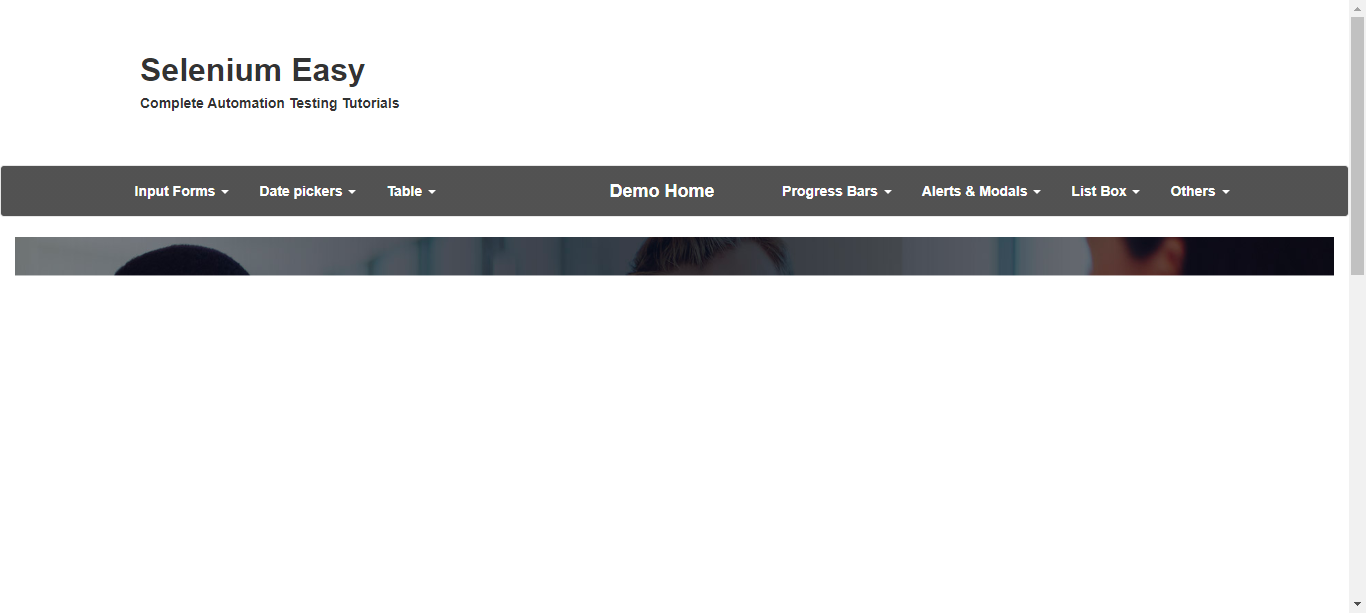 Selenium Easy
Complete Automation Testing Tutorials
Input Forms Date pickers Table Demo Home Progress Bars Alerts & Modals List Box Others